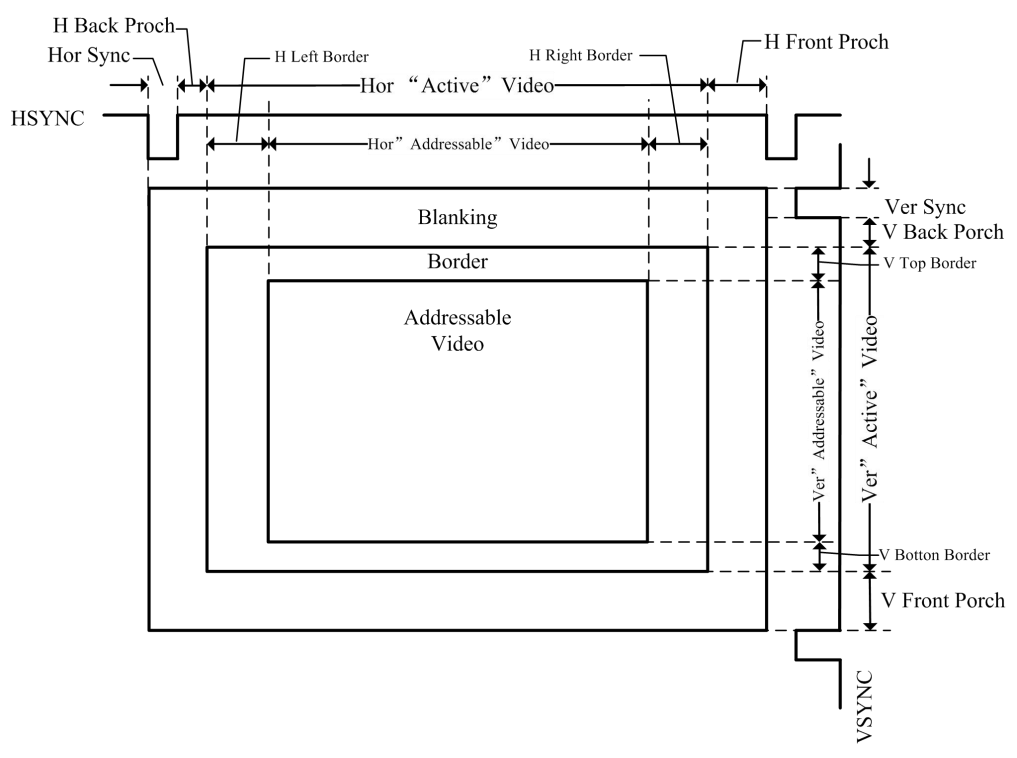 H Back Proch
Hor Sync
H Left Border
H Right Border
H Front Proch
Hor “Active” Video
HSYNC
Hor” Addressable” Video
Blanking
Ver Sync
V Back Porch
Border
V Top Border
Addressable
Video
Ver” Addressable” Video
Ver” Active” Video
V Botton Border
V Front Porch
VSYNC